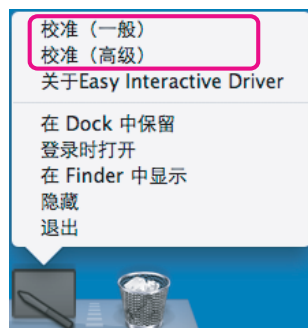 校准（一般）
校准（高级）
关于Easy Interactive Driver
在 Dock 中保留
登录时打开
在 Finder 中显示
隐藏
退出